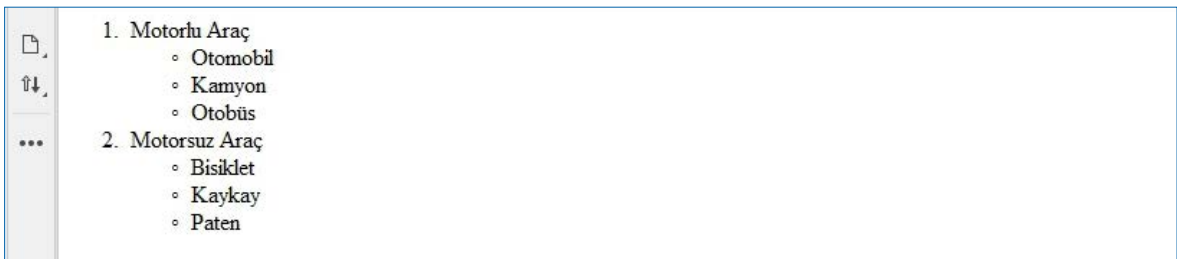 1. Motorlu Araç
◦ Otomobil
◦ Kamyon
◦ Otobüs
2. Motorsuz Araç
◦ Bisiklet
◦ Kaykay
◦ Paten